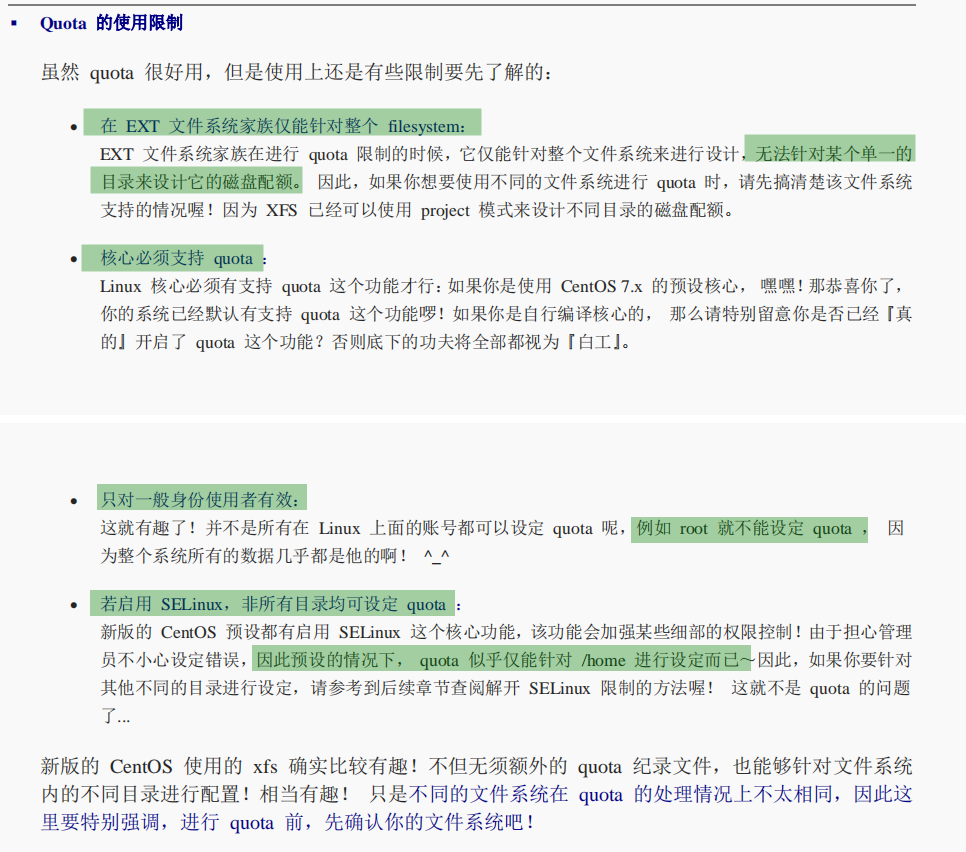 ▪ Quota 的使用限制
虽然 quota 很好用，但是使用上还是有些限制要先了解的：
• 在 EXT 文件系统家族仅能针对整个 filesystem：
EXT 文件系统家族在进行 quota 限制的时候，它仅能针对整个文件系统来进行设计，无法针对某个单一的
目录来设计它的磁盘配额。 因此，如果你想要使用不同的文件系统进行 quota 时，请先搞清楚该文件系统
支持的情况喔！因为 XFS 已经可以使用 project 模式来设计不同目录的磁盘配额。
• 核心必须支持 quota ：
Linux 核心必须有支持 quota 这个功能才行：如果你是使用 CentOS 7.x 的预设核心， 嘿嘿！那恭喜你了，
你的系统已经默认有支持 quota 这个功能啰！如果你是自行编译核心的， 那么请特别留意你是否已经『真
的』开启了 quota 这个功能？否则底下的功夫将全部都视为『白工』。
• 只对一般身份使用者有效：
这就有趣了！并不是所有在 Linux 上面的账号都可以设定 quota 呢，例如 root 就不能设定 quota ， 因
为整个系统所有的数据几乎都是他的啊！ ^_^
• 若启用 SELinux，非所有目录均可设定 quota ：
新版的 CentOS 预设都有启用 SELinux 这个核心功能，该功能会加强某些细部的权限控制！由于担心管理
员不小心设定错误，因此预设的情况下， quota 似乎仅能针对 /home 进行设定而已～因此，如果你要针对
其他不同的目录进行设定，请参考到后续章节查阅解开 SELinux 限制的方法喔！ 这就不是 quota 的问题
了...
新版的 CentOS 使用的 xfs 确实比较有趣！不但无须额外的 quota 纪录文件，也能够针对文件系统
内的不同目录进行配置！相当有趣！ 只是不同的文件系统在 quota 的处理情况上不太相同，因此这
里要特别强调，进行 quota 前，先确认你的文件系统吧！